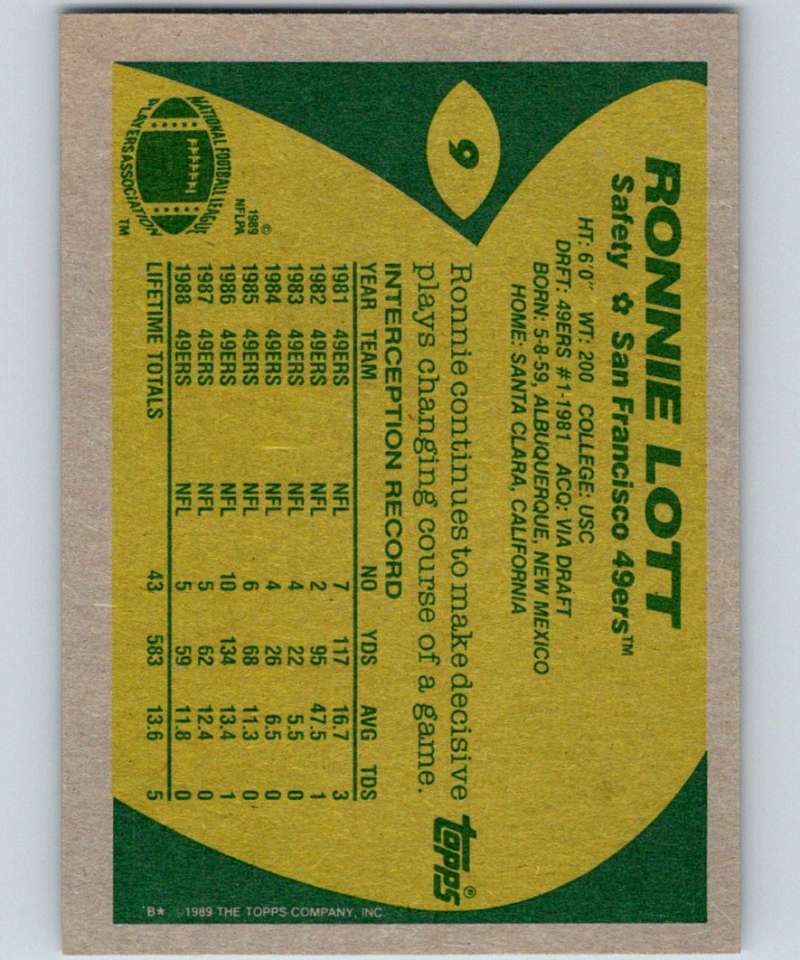 9
RONNIE LOTT
Safety ✿ San Francisco 49ers™
HT: 6'0" WT: 200 COLLEGE: USC
DRFT: 49ERS #1-1981 ACQ: VIA DRAFT
BORN: 5-8-59, ALBUQUERQUE, NEW MEXICO
HOME: SANTA CLARA, CALIFORNIA
Ronnie continues to make decisive
plays changing course of a game.
INTERCEPTION RECORD
YEAR TEAM NO YDS AVG TDS
1981 49ERS NFL 7 117 16.7 3
1982 49ERS NFL 2 95 47.5 1
1983 49ERS NFL 4 22 5.5 0
1984 49ERS NFL 4 26 6.5 0
1985 49ERS NFL 6 68 11.3 0
1986 49ERS NFL 10 134 13.4 1
1987 49ERS NFL 5 62 12.4 0
1988 49ERS NFL 5 59 11.8 0
LIFETIME TOTALS 43 583 13.6 5
topps®
©
1989
NFLPA
NATIONAL FOOTBALL LEAGUE
PLAYERS ASSOCIATION
TM
B* ©1989 THE TOPPS COMPANY, INC.